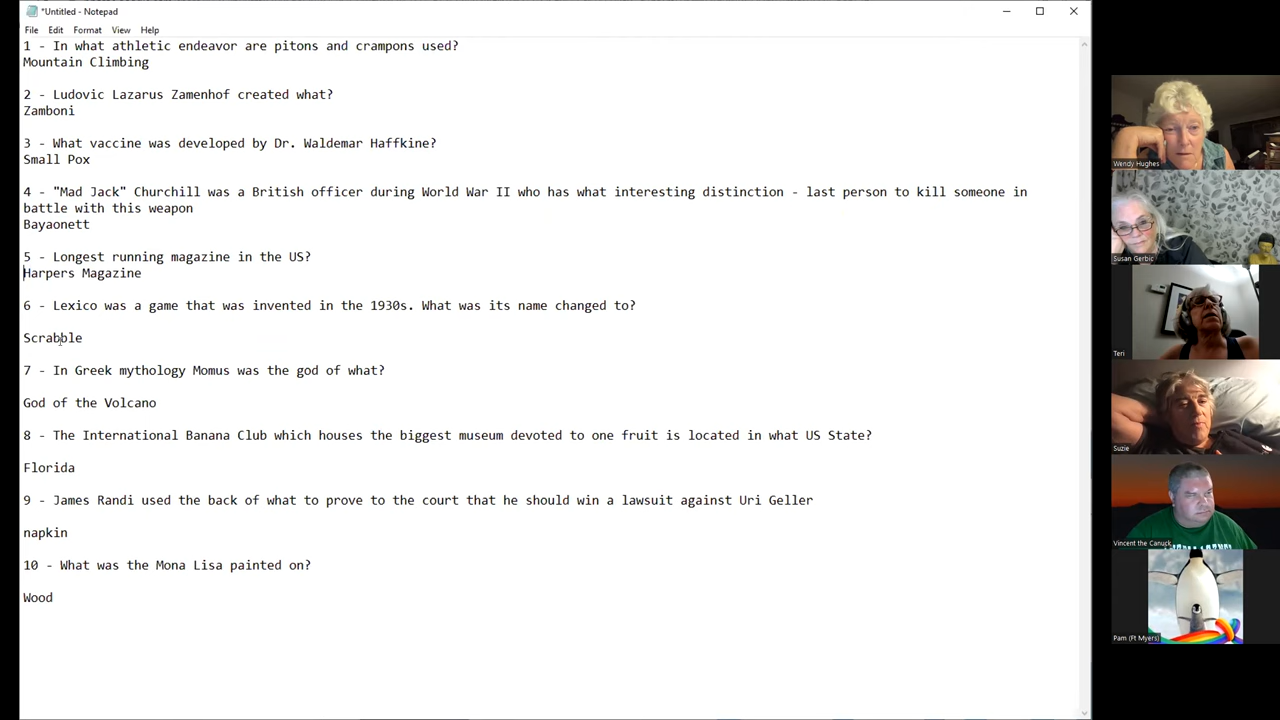 *Untitled - Notepad
File Edit Format View Help
1 - In what athletic endeavor are pitons and crampons used?
Mountain Climbing
2 - Ludovic Lazarus Zamenhof created what?
Zamboni
3 - What vaccine was developed by Dr. Waldemar Haffkine?
Small Pox
4 - "Mad Jack" Churchill was a British officer during World War II who has what interesting distinction - last person to kill someone in
battle with this weapon
Bayaonett
5 - Longest running magazine in the US?
Harpers Magazine
6 - Lexico was a game that was invented in the 1930s. What was its name changed to?
Scrabble
7 - In Greek mythology Momus was the god of what?
God of the Volcano
8 - The International Banana Club which houses the biggest museum devoted to one fruit is located in what US State?
Florida
9 - James Randi used the back of what to prove to the court that he should win a lawsuit against Uri Geller
napkin
10 - What was the Mona Lisa painted on?
Wood
Wendy Hughes
Susan Gerbic
Teri
Suzie
Vincent the Canuck
Pam (Ft Myers)